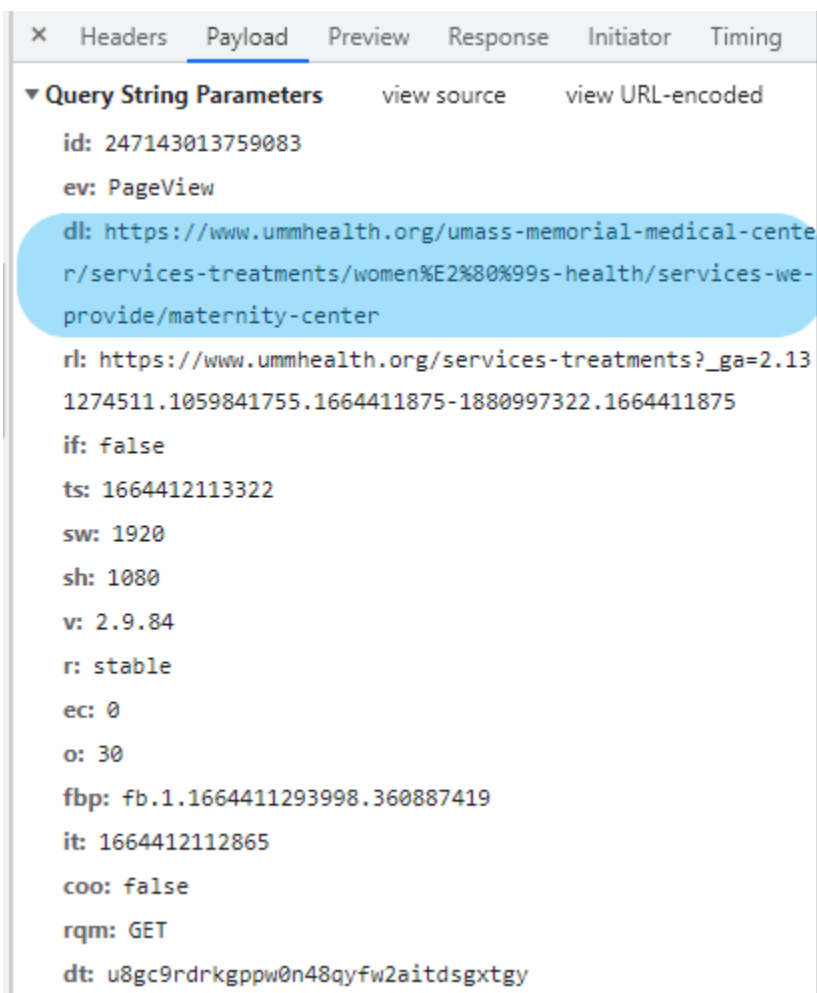 × Headers Payload Preview Response Initiator Timing
▼ Query String Parameters view source view URL-encoded
id: 247143013759083
ev: PageView
dl: https://www.ummhealth.org/umass-memorial-medical-cente
r/services-treatments/women%E2%80%99s-health/services-we-
provide/maternity-center
rl: https://www.ummhealth.org/services-treatments?_ga=2.13
1274511.1059841755.1664411875-1880997322.1664411875
if: false
ts: 1664412113322
sw: 1920
sh: 1080
v: 2.9.84
r: stable
ec: 0
o: 30
fbp: fb.1.1664411293998.360887419
it: 1664412112865
coo: false
rqm: GET
dt: u8gc9rdrkgppw0n48qyfw2aitdsgxtgy